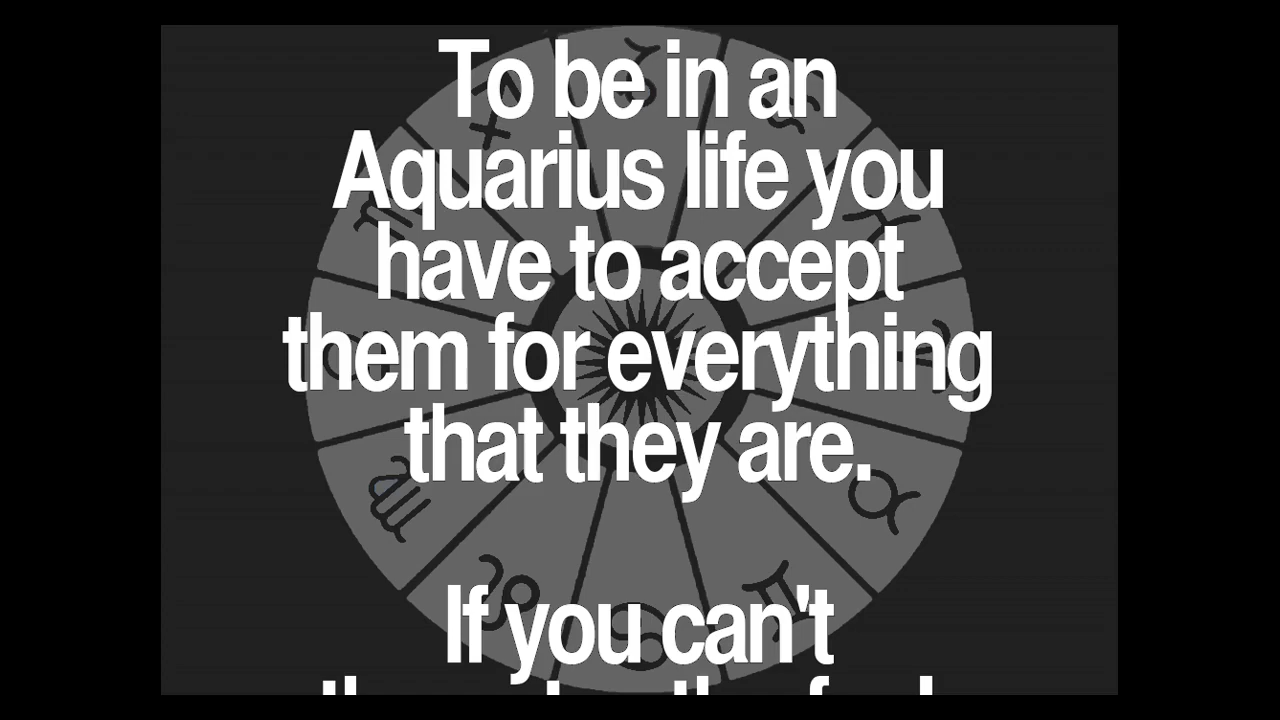 To be in an
Aquarius life you
have to accept
them for everything
that they are.
If you can't